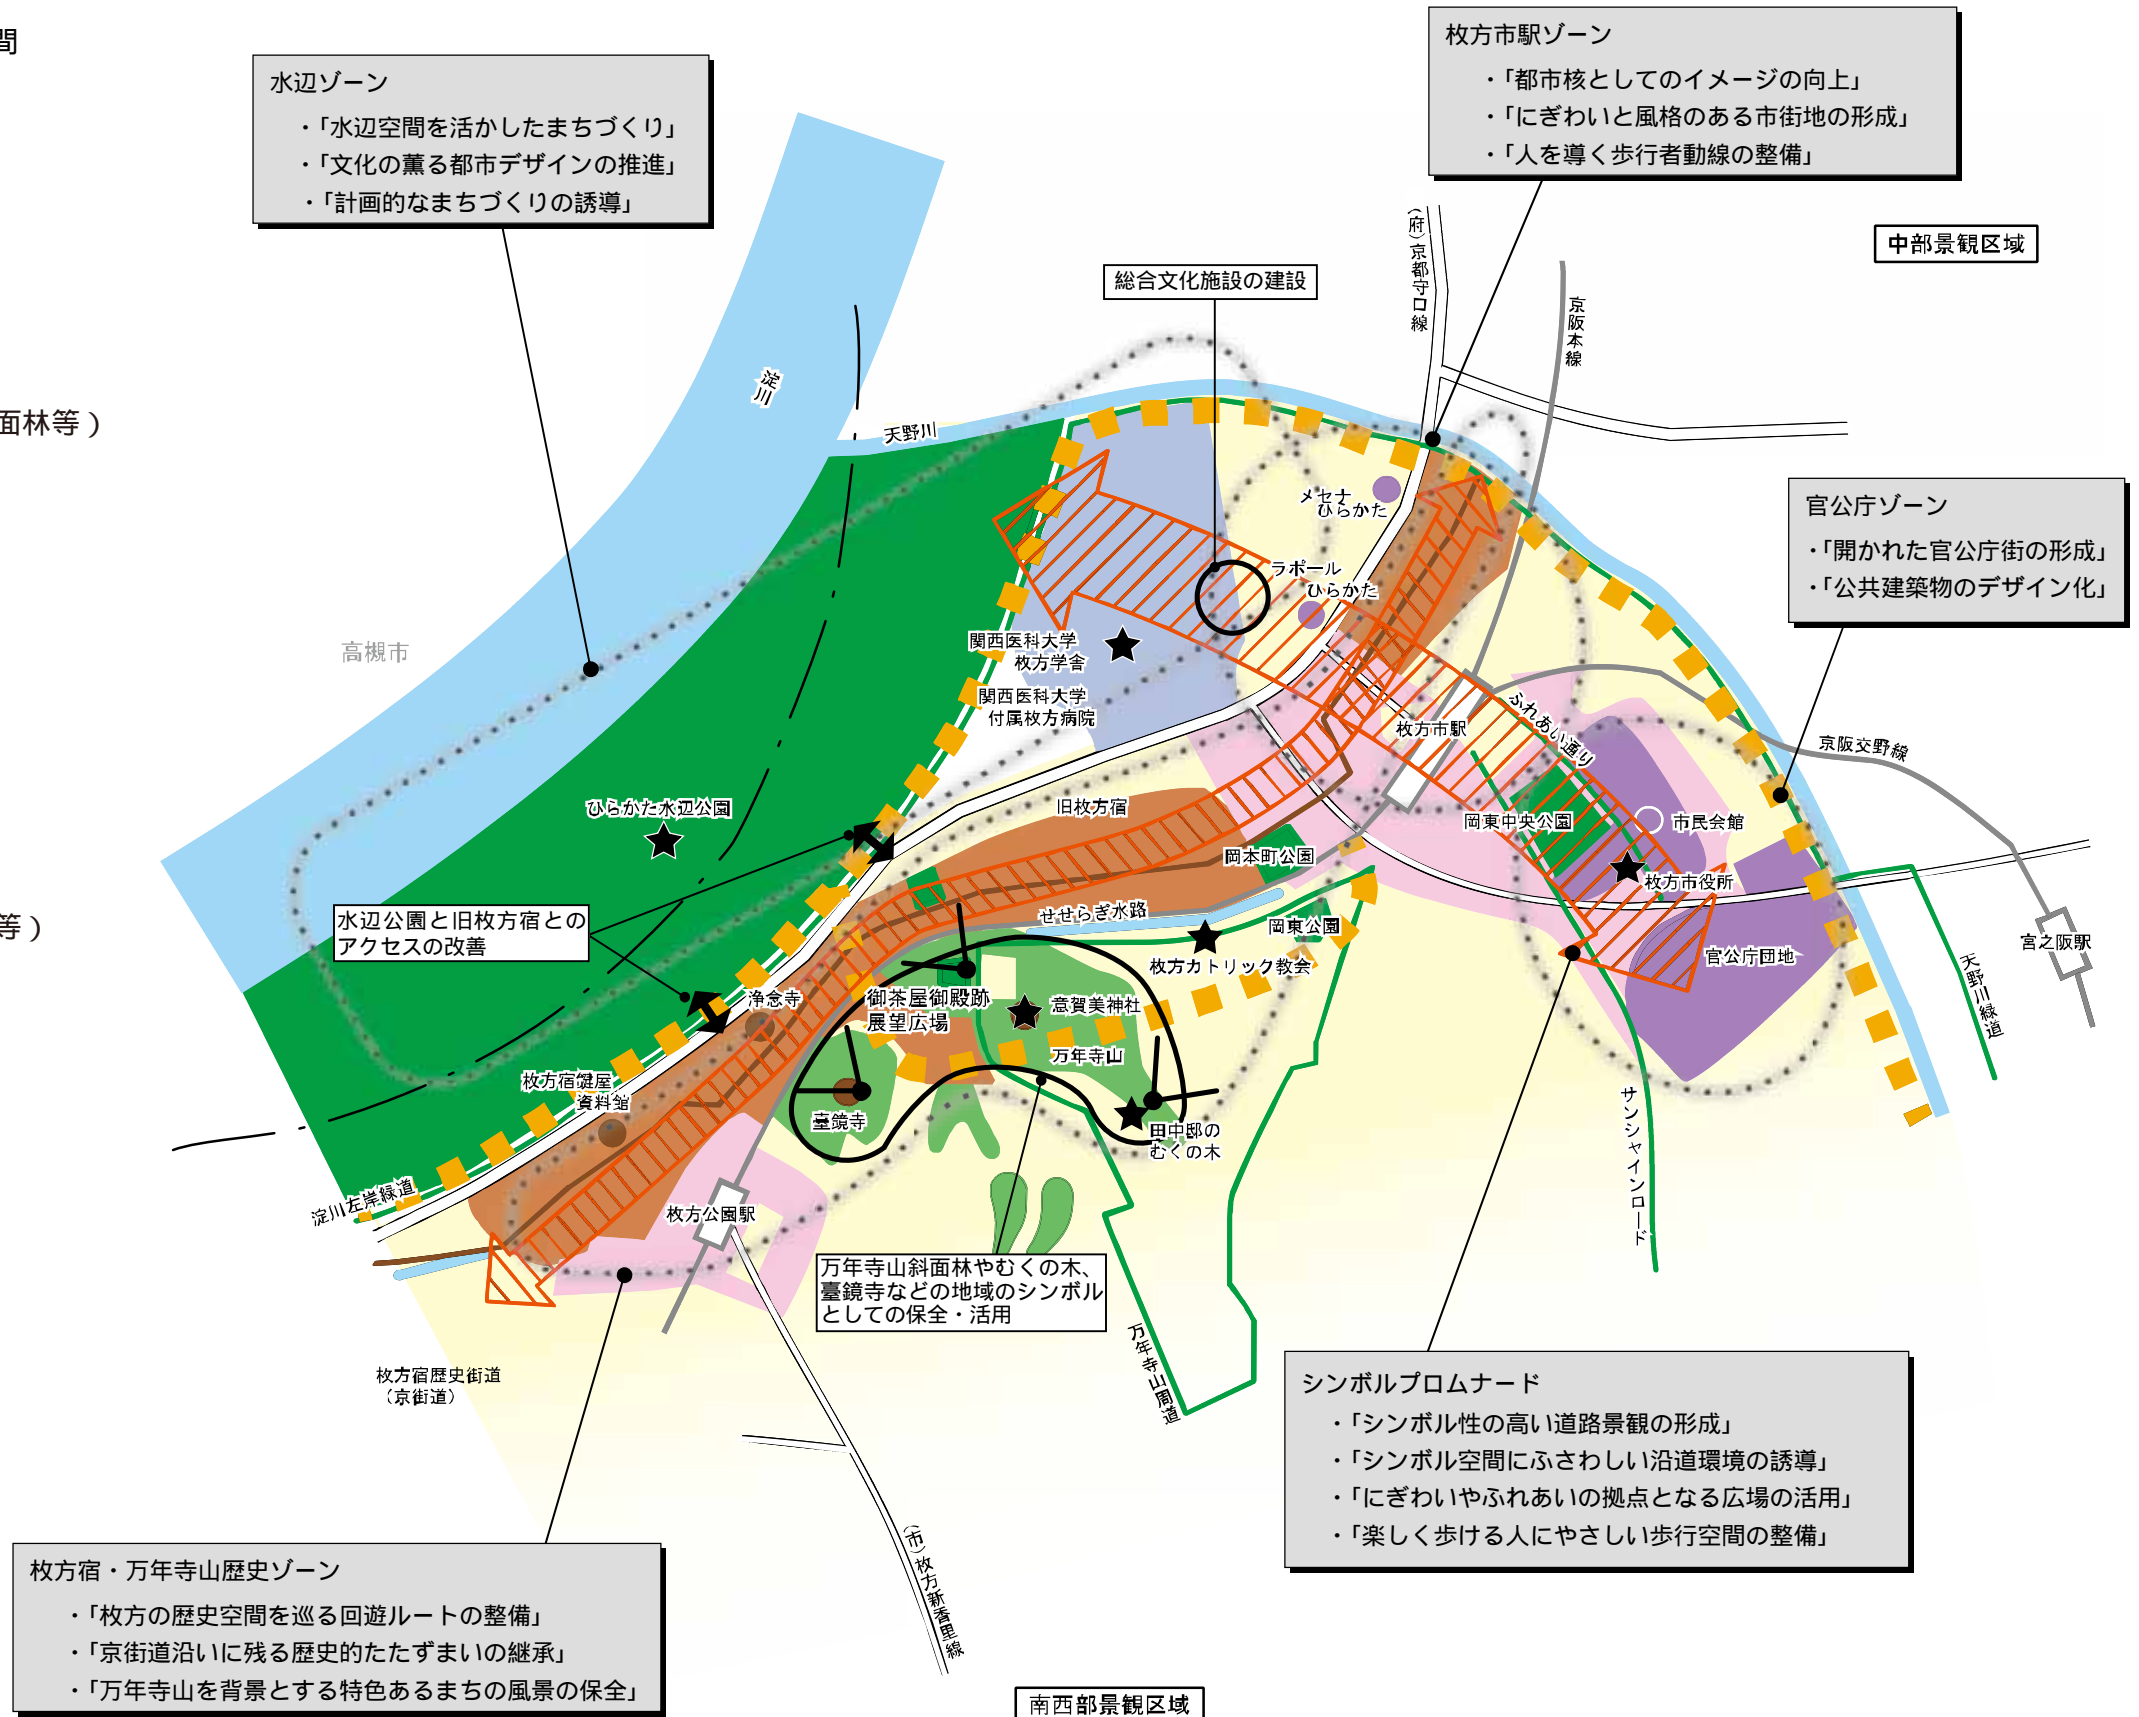 間
面林等）
等）
水辺ゾーン
・「水辺空間を活かしたまちづくり」
・「文化の薫る都市デザインの推進」
・「計画的なまちづくりの誘導」
枚方市駅ゾーン
・「都市核としてのイメージの向上」
・「にぎわいと風格のある市街地の形成」
・「人を導く歩行者動線の整備」
中部景観区域
総合文化施設の建設
（府）京都守口線
京阪本線
淀川
天野川
官公庁ゾーン
・「開かれた官公庁街の形成」
・「公共建築物のデザイン化」
メセナ
ひらかた
ラポール
ひらかた
高槻市
関西医科大学
枚方学舎
関西医科大学
付属枚方病院
枚方市駅
ふれあい通り
京阪交野線
ひらかた水辺公園
旧枚方宿
岡本町公園
岡東中央公園
市民会館
枚方市役所
水辺公園と旧枚方宿との
アクセスの改善
せせらぎ水路
岡東公園
枚方カトリック教会
官公庁団地
宮之阪駅
天野川緑道
浄念寺
御茶屋御殿跡
展望広場
意賀美神社
万年寺山
枚方宿鍵屋
資料館
臺鏡寺
田中邸の
むくの木
サンシャインロード
淀川左岸緑道
枚方公園駅
万年寺山斜面林やむくの木、
臺鏡寺などの地域のシンボル
としての保全・活用
万年寺山周道
枚方宿歴史街道
（京街道）
シンボルプロムナード
・「シンボル性の高い道路景観の形成」
・「シンボル空間にふさわしい沿道環境の誘導」
・「にぎわいやふれあいの拠点となる広場の活用」
・「楽しく歩ける人にやさしい歩行空間の整備」
（市）枚方新香里線
枚方宿・万年寺山歴史ゾーン
・「枚方の歴史空間を巡る回遊ルートの整備」
・「京街道沿いに残る歴史的たたずまいの継承」
・「万年寺山を背景とする特色あるまちの風景の保全」
南西部景観区域